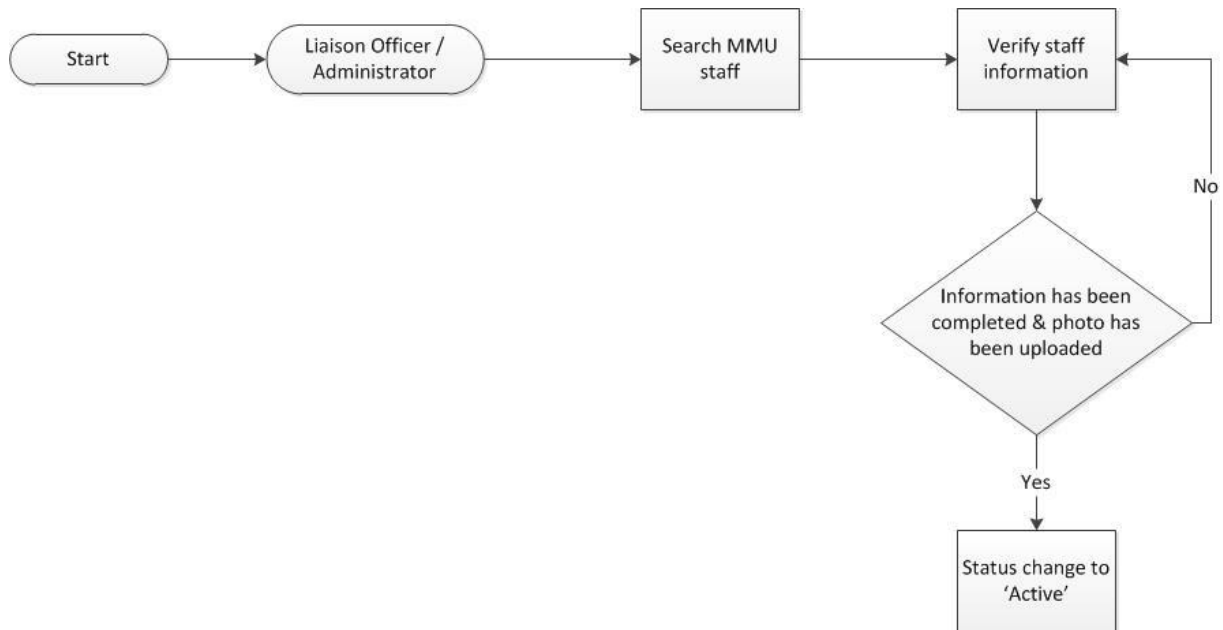 Start
Liaison Officer /
Administrator
Search MMU
staff
Verify staff
information
No
Information has been
completed & photo has
been uploaded
Yes
Status change to
‘Active’